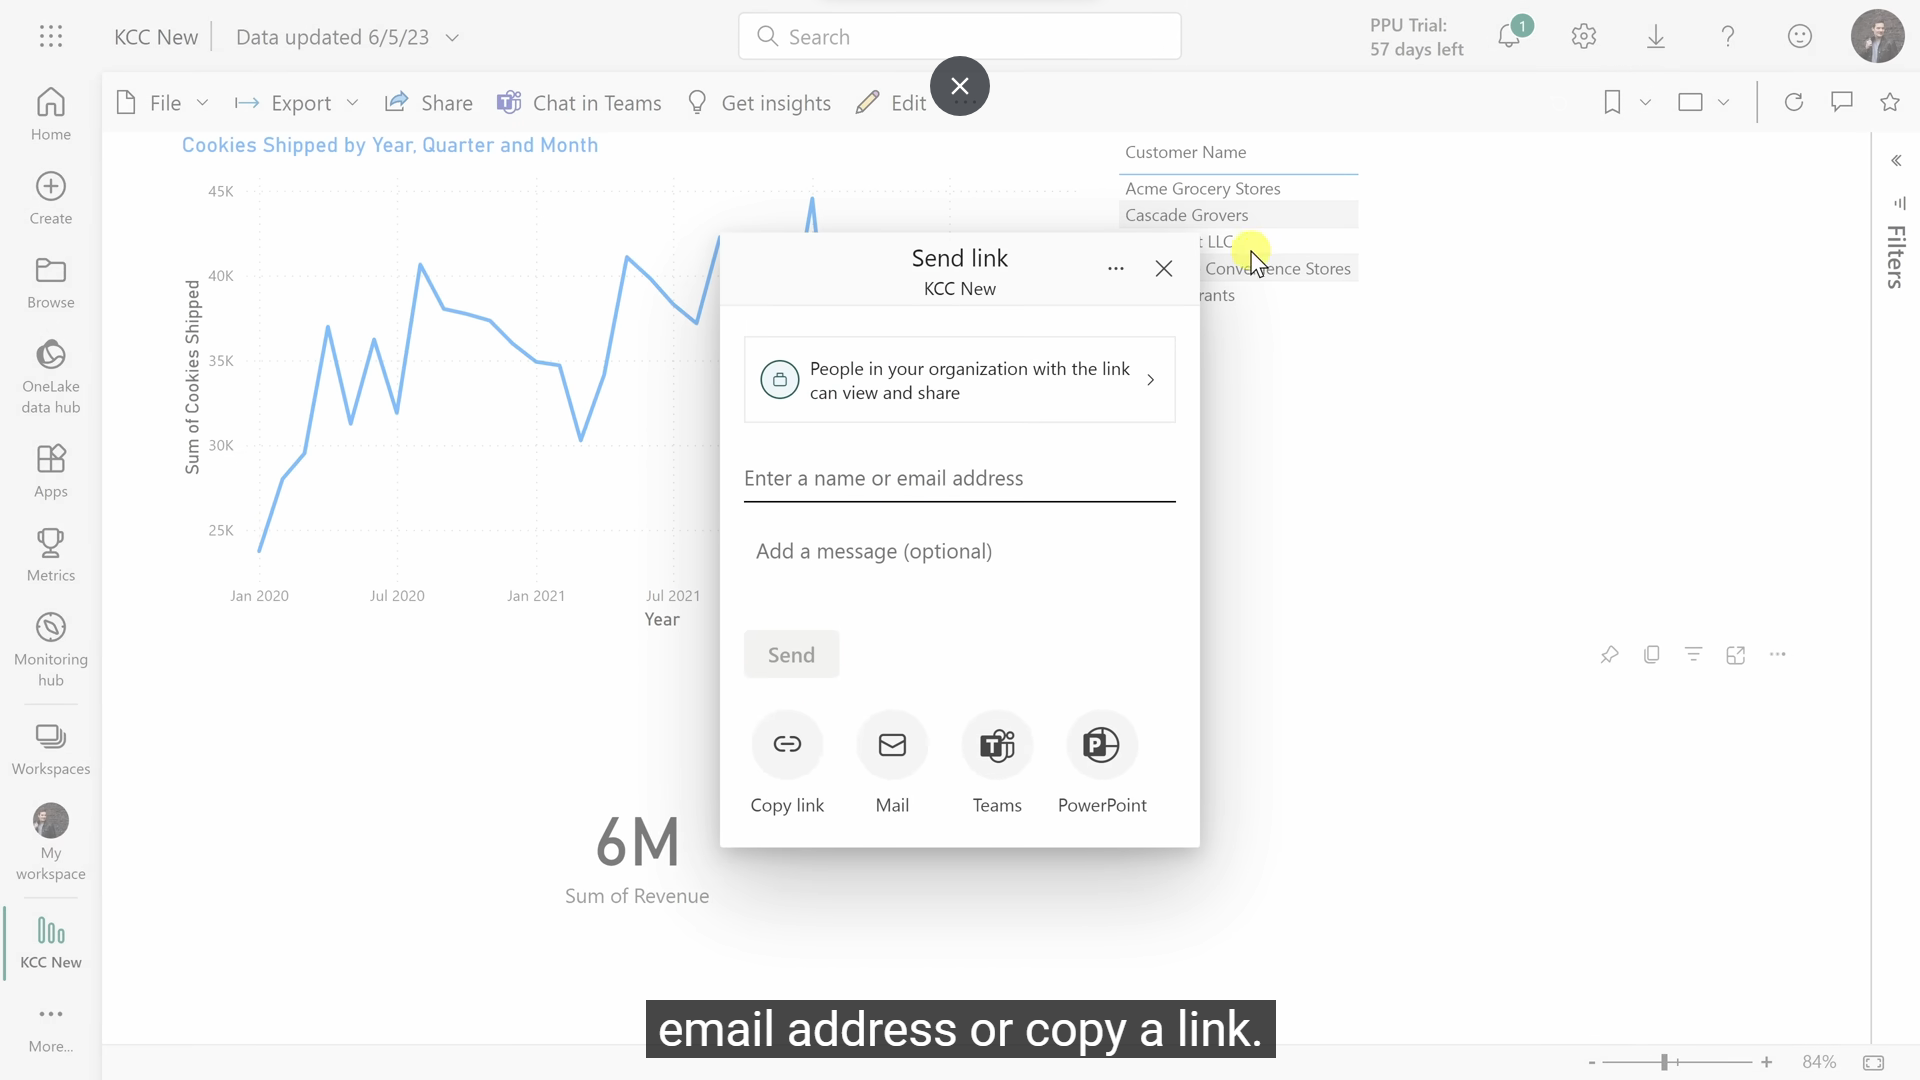 KCC New
Data updated 6/5/23
Search
PPU Trial:
57 days left
1
File
Export
Share
Chat in Teams
Get insights
Edit
Home
Create
Browse
OneLake
data hub
Apps
Metrics
Monitoring
hub
Workspaces
My
workspace
KCC New
More...
Cookies Shipped by Year, Quarter and Month
Sum of Cookies Shipped
45K
40K
35K
30K
25K
Jan 2020
Jul 2020
Jan 2021
Jul 2021
Year
Customer Name
Acme Grocery Stores
Cascade Grovers
t LLC
Convenience Stores
rants
Filters
Send link
KCC New
People in your organization with the link
can view and share
Enter a name or email address
Add a message (optional)
Send
Copy link
Mail
Teams
PowerPoint
6M
Sum of Revenue
email address or copy a link.
- + 84%